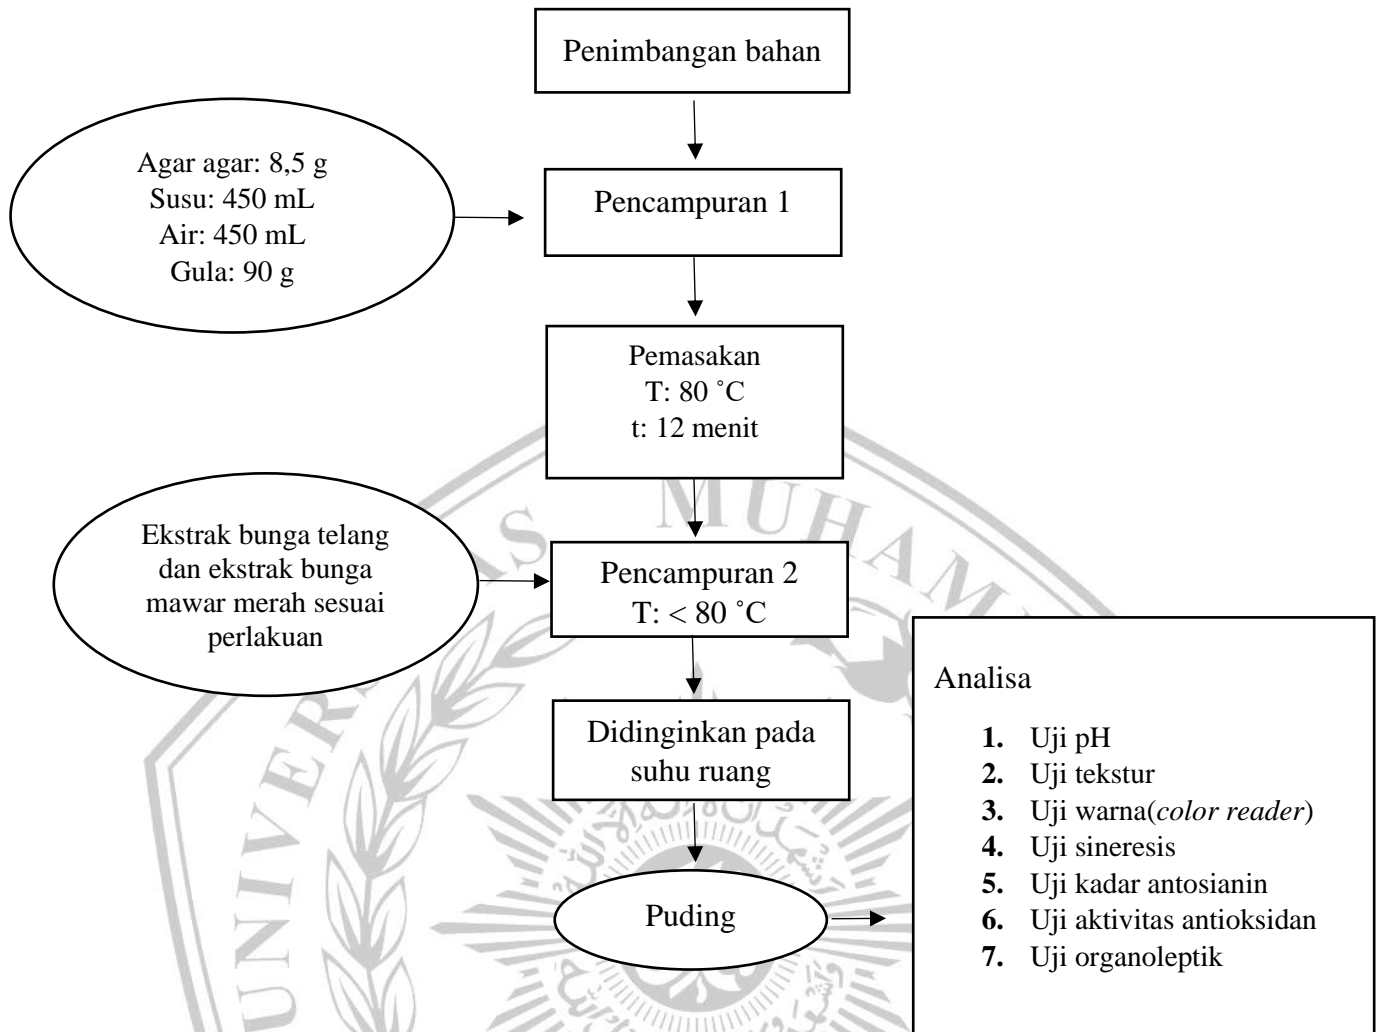 Penimbangan bahan
Agar agar: 8,5 g
Susu: 450 mL
Air: 450 mL
Gula: 90 g
Pencampuran 1
Pemasakan
T: 80 ˚C
t: 12 menit
Ekstrak bunga telang
dan ekstrak bunga
mawar merah sesuai
perlakuan
Pencampuran 2
T: < 80 ˚C
Didinginkan pada
suhu ruang
Puding
Analisa
1. Uji pH
2. Uji tekstur
3. Uji warna(color reader)
4. Uji sineresis
5. Uji kadar antosianin
6. Uji aktivitas antioksidan
7. Uji organoleptik